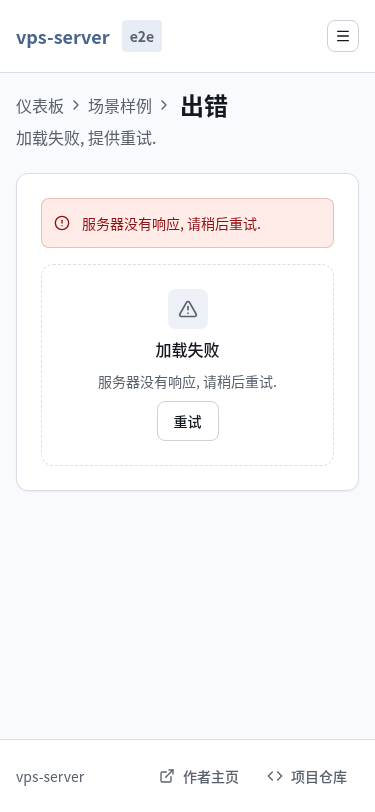 vps-server e2e
仪表板 场景样例 出错
加载失败, 提供重试.
服务器没有响应, 请稍后重试.
加载失败
服务器没有响应, 请稍后重试.
重试
vps-server 作者主页 项目仓库